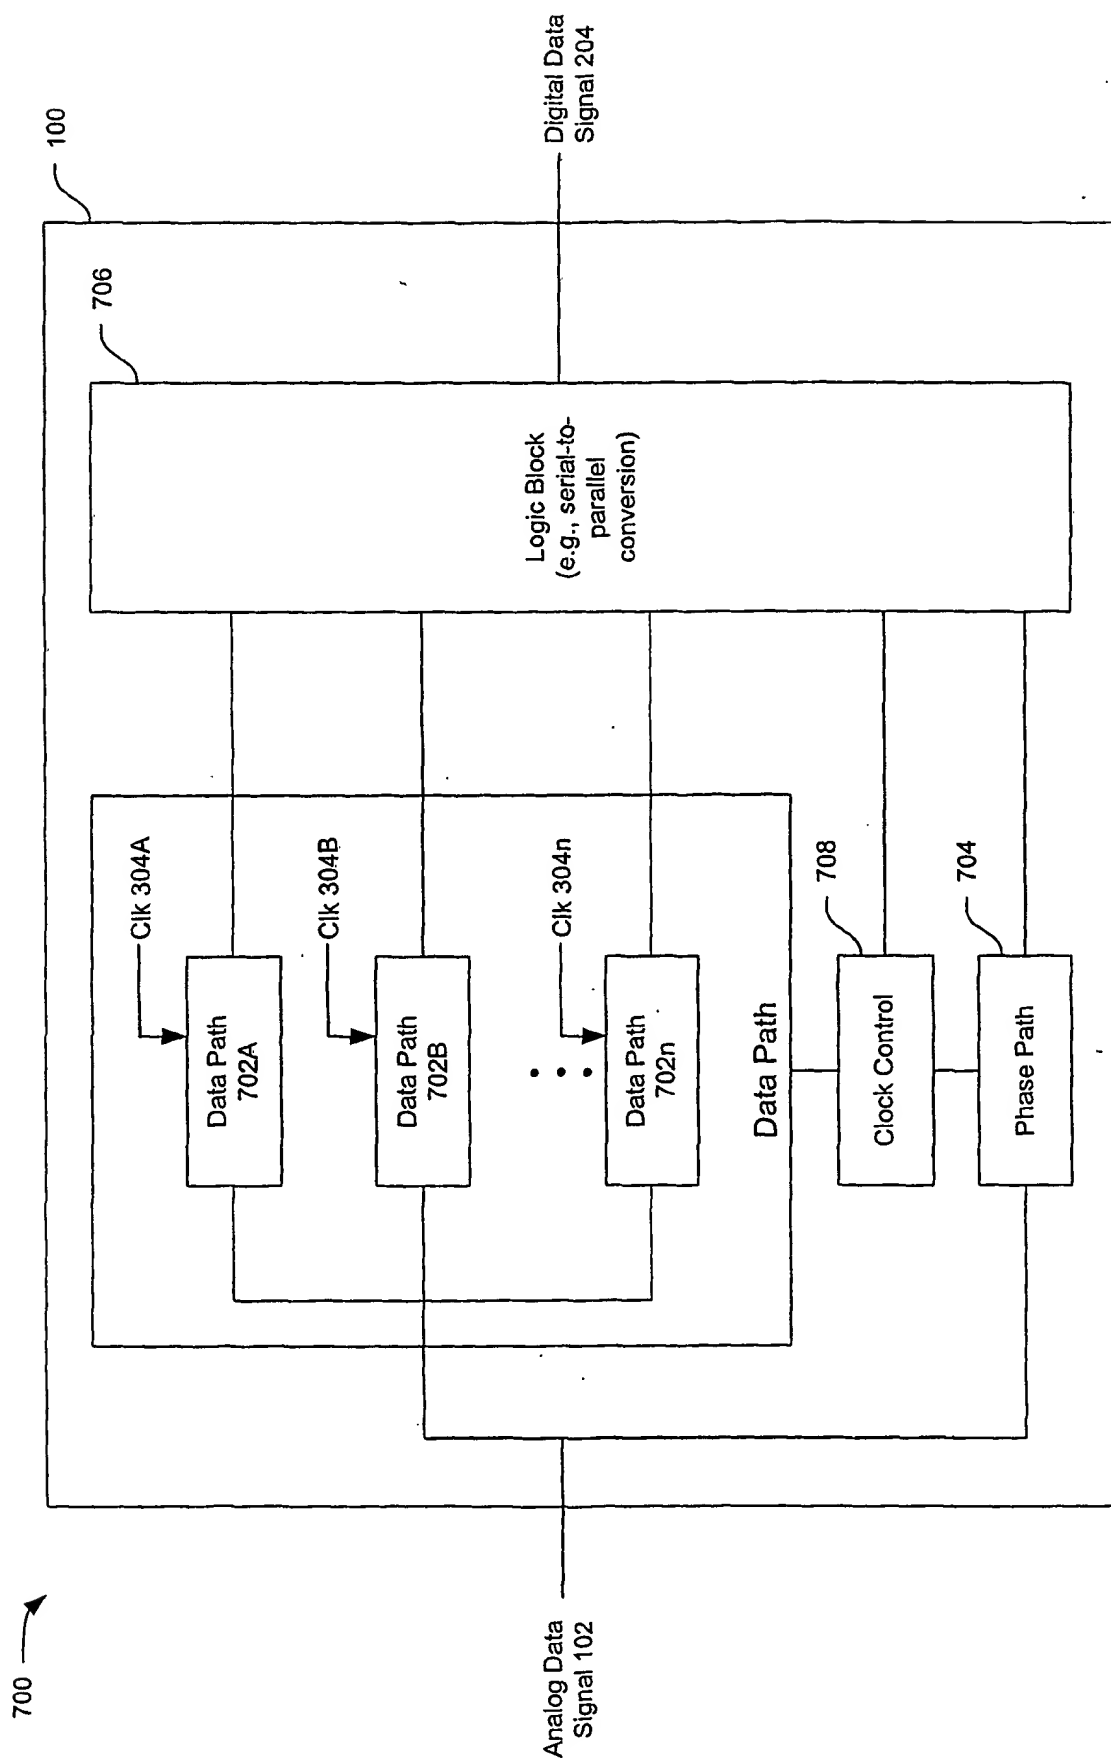 700
100
706
Analog Data
Signal 102
Clk 304A
Data Path
702A
Clk 304B
Data Path
702B
Clk 304n
Data Path
702n
Data Path
708
Clock Control
704
Phase Path
Logic Block
(e.g., serial-to-
parallel
conversion)
Digital Data
Signal 204